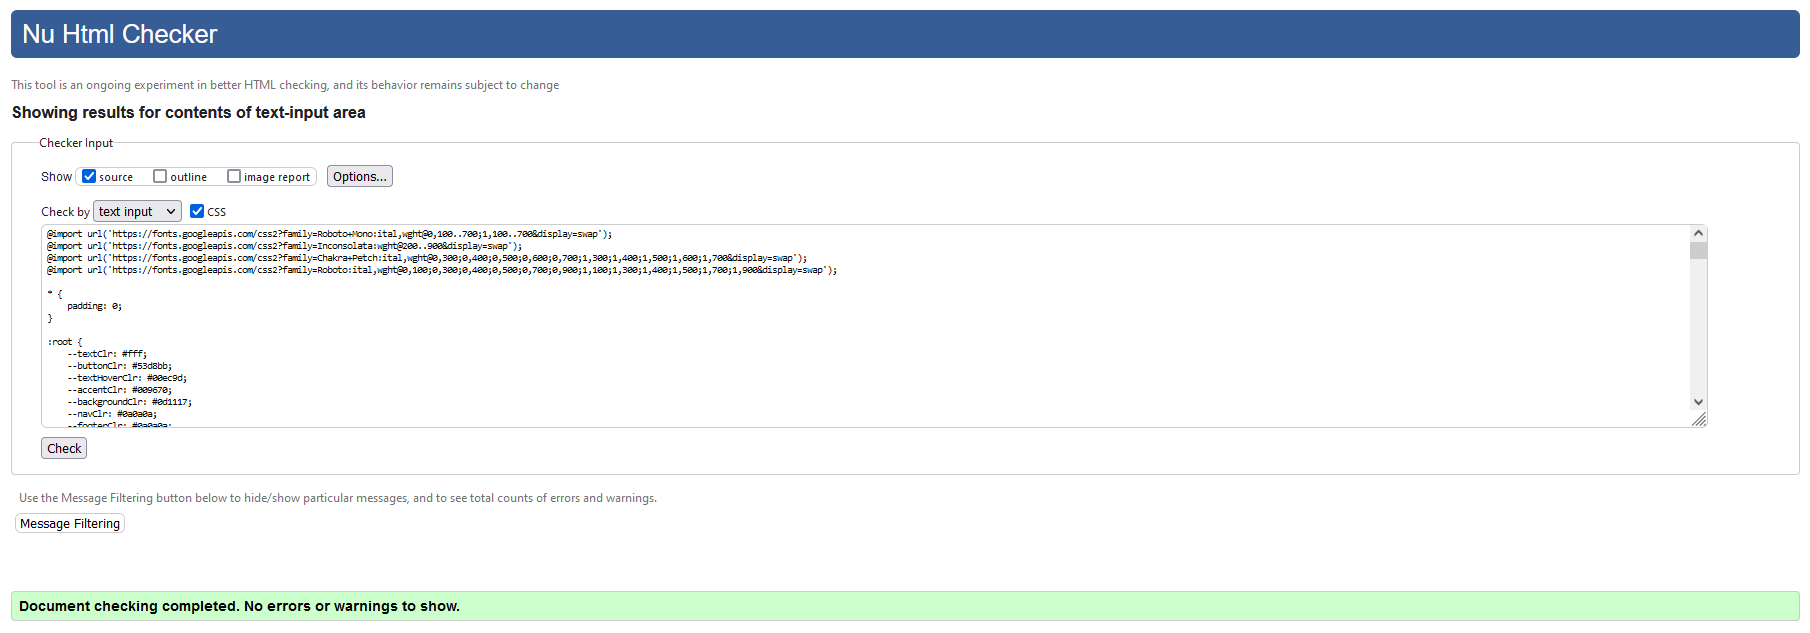 Nu Html Checker
This tool is an ongoing experiment in better HTML checking, and its behavior remains subject to change
Showing results for contents of text-input area
Checker Input
Show source outline image report Options...
Check by text input CSS
@import url('https://fonts.googleapis.com/css2?family=Roboto+Mono:ital,wght@0,100..700;1,100..700&display=swap');
@import url('https://fonts.googleapis.com/css2?family=Inconsolata:wght@200..900&display=swap');
@import url('https://fonts.googleapis.com/css2?family=Chakra+Petch:ital,wght@0,300;0,400;0,500;0,600;0,700;1,300;1,400;1,500;1,600;1,700&display=swap');
@import url('https://fonts.googleapis.com/css2?family=Roboto:ital,wght@0,100;0,300;0,400;0,500;0,700;0,900;1,100;1,300;1,400;1,500;1,700;1,900&display=swap');
* {
padding: 0;
}
:root {
--textClr: #fff;
--buttonClr: #53d8bb;
--textHoverClr: #00ec9d;
--accentClr: #009670;
--backgroundClr: #0d1117;
--navClr: #0a0a0a;
--footerClr: #0a0a0a;
Check
Use the Message Filtering button below to hide/show particular messages, and to see total counts of errors and warnings.
Message Filtering
Document checking completed. No errors or warnings to show.